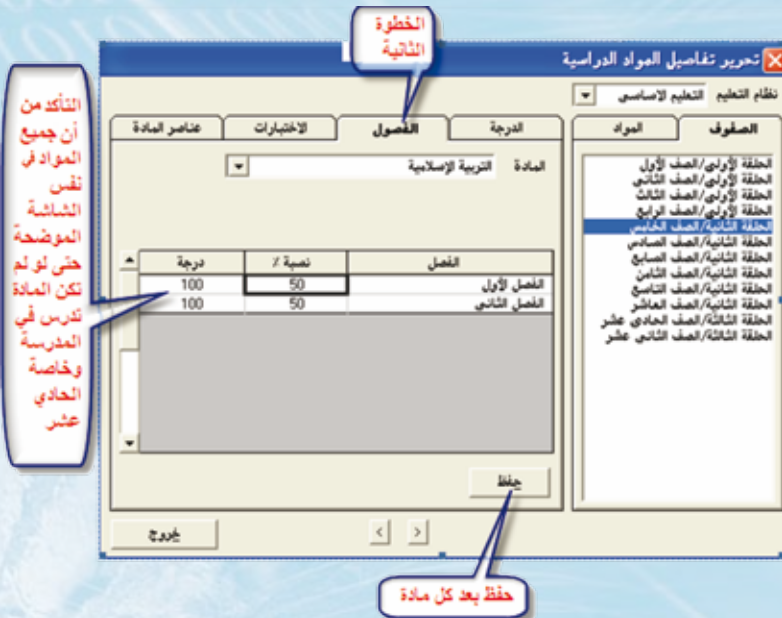 الخطوة
الثانية
تحرير تفاصيل المواد الدراسية
نظام التعليم التعليم الاساسى
الصفوف المواد
الحلقة الأولى/الصف الأول
الحلقة الأولى/الصف الثانى
الحلقة الأولى/الصف الثالث
الحلقة الأولى/الصف الرابع
الحلقة الثانية/الصف الخامس
الحلقة الثانية/الصف السادس
الحلقة الثانية/الصف السابع
الحلقة الثانية/الصف الثامن
الحلقة الثانية/الصف التاسع
الحلقة الثانية/الصف العاشر
الحلقة الثالثة/الصف الحادى عشر
الحلقة الثالثة/الصف الثانى عشر
الدرجة الفصول الاختبارات عناصر المادة
المادة التربية الإسلامية
الفصل نسبة % درجة
الفصل الأول 50 100
الفصل الثانى 50 100
حفظ
< >
خروج
التأكد من
أن جميع
المواد في
نفس
الشاشة
الموضحة
حتى لو لم
تكن المادة
تدرس في
المدرسة
وخاصة
الحادي
عشر
حفظ بعد كل مادة